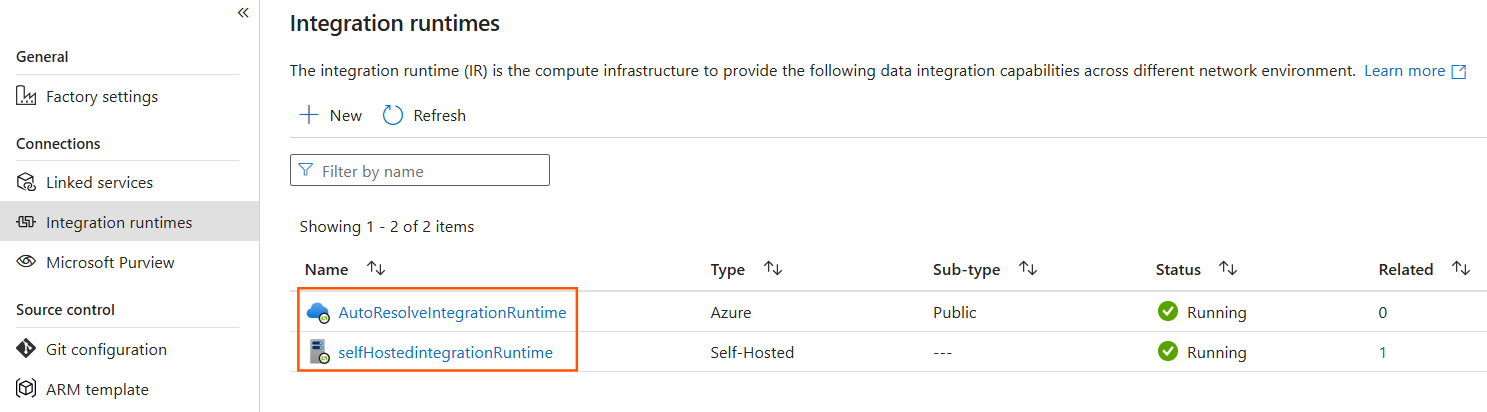 «
General
Factory settings
Connections
Linked services
Integration runtimes
Microsoft Purview
Source control
Git configuration
ARM template
Integration runtimes
The integration runtime (IR) is the compute infrastructure to provide the following data integration capabilities across different network environment. Learn more
New Refresh
Filter by name
Showing 1 - 2 of 2 items
Name Type Sub-type Status Related
AutoResolveIntegrationRuntime Azure Public Running 0
selfHostedintegrationRuntime Self-Hosted --- Running 1